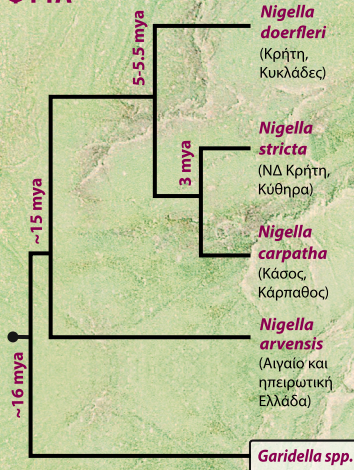 Nigella
doerfleri
(Κρήτη,
Κυκλάδες)
5-5.5 mya
Nigella
stricta
(ΝΔ Κρήτη,
Κύθηρα)
3 mya
Nigella
carpatha
(Κάσος,
Κάρπαθος)
~15 mya
Nigella
arvensis
(Αιγαίο και
ηπειρωτική
Ελλάδα)
~16 mya
Garidella spp.